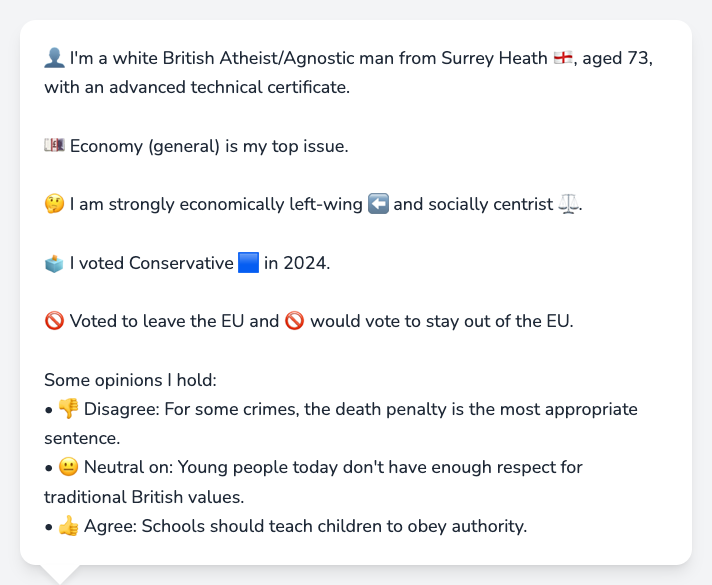 👤 I'm a white British Atheist/Agnostic man from Surrey Heath 🏴󠁧󠁢󠁥󠁮󠁧󠁿, aged 73,
with an advanced technical certificate.
💷 Economy (general) is my top issue.
🤔 I am strongly economically left-wing ⬅️ and socially centrist ⚖️.
🗳️ I voted Conservative 🟦 in 2024.
🚫 Voted to leave the EU and 🚫 would vote to stay out of the EU.
Some opinions I hold:
• 👎 Disagree: For some crimes, the death penalty is the most appropriate
sentence.
• 😐 Neutral on: Young people today don't have enough respect for
traditional British values.
• 👍 Agree: Schools should teach children to obey authority.